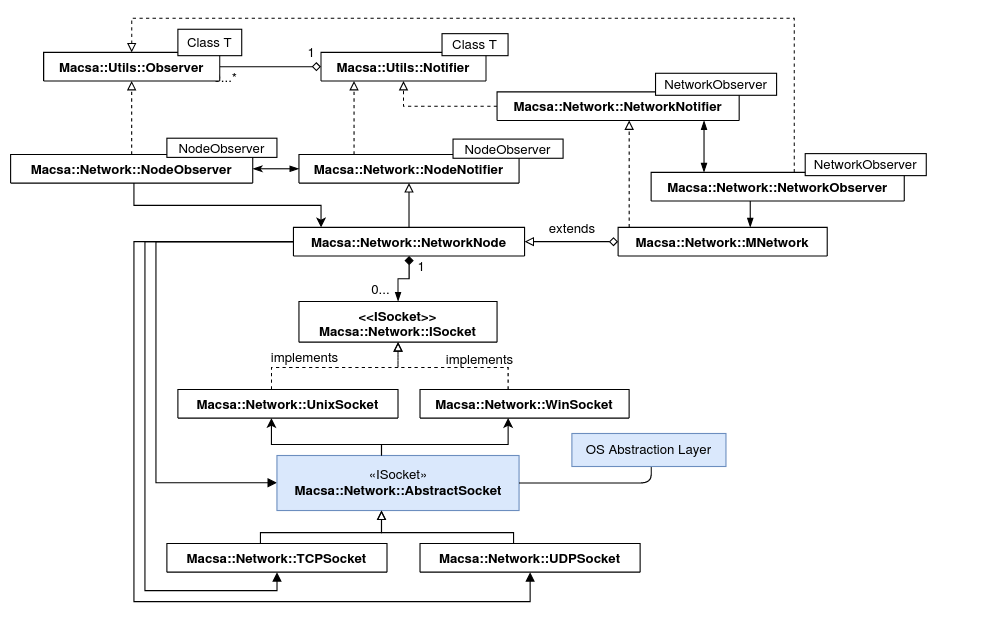 Class T
Macsa::Utils::Observer
...*
1
Class T
Macsa::Utils::Notifier
NetworkObserver
Macsa::Network::NetworkNotifier
NodeObserver
Macsa::Network::NodeObserver
NodeObserver
Macsa::Network::NodeNotifier
NetworkObserver
Macsa::Network::NetworkObserver
Macsa::Network::NetworkNode
extends
Macsa::Network::MNetwork
1
0...
<<ISocket>>
Macsa::Network::ISocket
implements
implements
Macsa::Network::UnixSocket
Macsa::Network::WinSocket
OS Abstraction Layer
«ISocket»
Macsa::Network::AbstractSocket
Macsa::Network::TCPSocket
Macsa::Network::UDPSocket